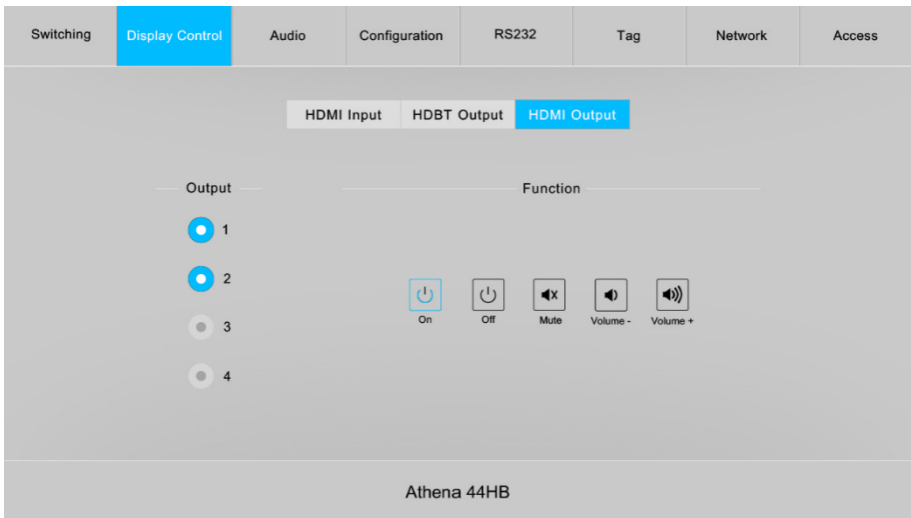 Switching Display Control Audio Configuration RS232 Tag Network Access
HDMI Input HDBT Output HDMI Output
Output Function
1
2
3
4
On Off Mute Volume - Volume +
Athena 44HB